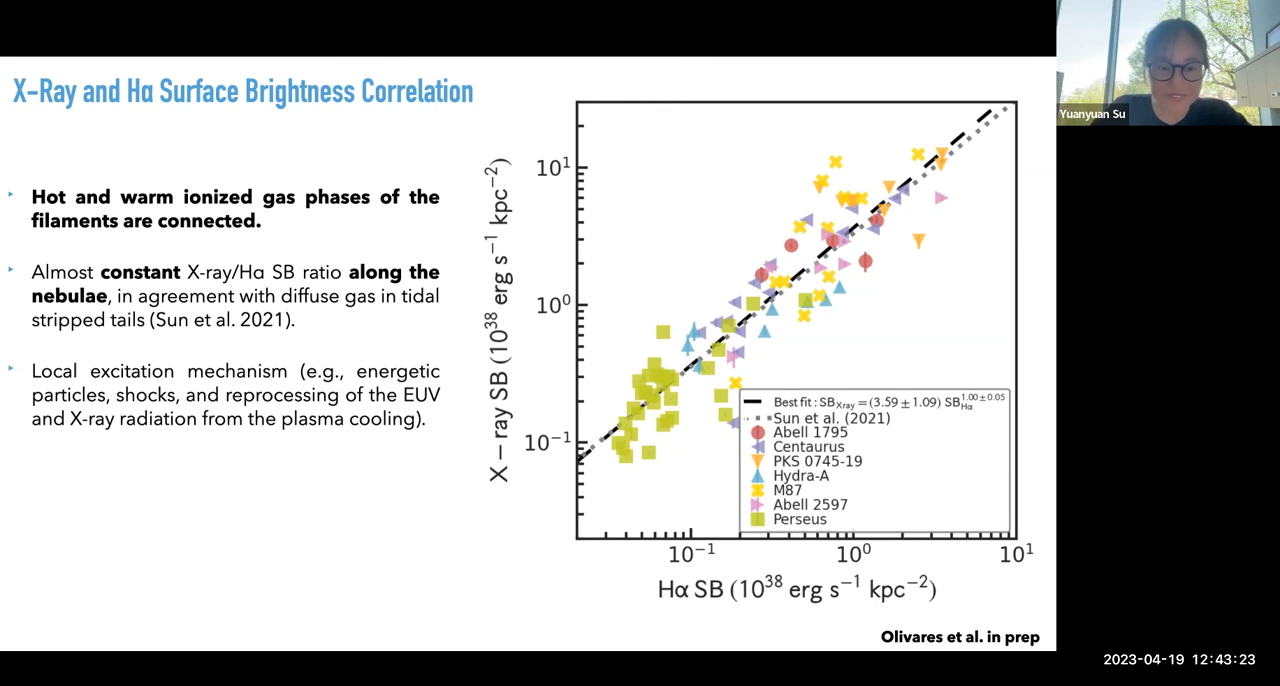 X-Ray and Hα Surface Brightness Correlation
Hot and warm ionized gas phases of the
filaments are connected.
Almost constant X-ray/Hα SB ratio along the
nebulae, in agreement with diffuse gas in tidal
stripped tails (Sun et al. 2021).
Local excitation mechanism (e.g., energetic
particles, shocks, and reprocessing of the EUV
and X-ray radiation from the plasma cooling).
X−ray SB (10³⁸ erg s⁻¹ kpc⁻²)
10¹
10⁰
10⁻¹
Best fit: SB_Xray = (3.59±1.09) SB_Hα^1.00±0.05
Sun et al. (2021)
Abell 1795
Centaurus
PKS 0745-19
Hydra-A
M87
Abell 2597
Perseus
10⁻¹
10⁰
10¹
Hα SB (10³⁸ erg s⁻¹ kpc⁻²)
Olivares et al. in prep
Yuanyuan Su
2023-04-19 12:43:23